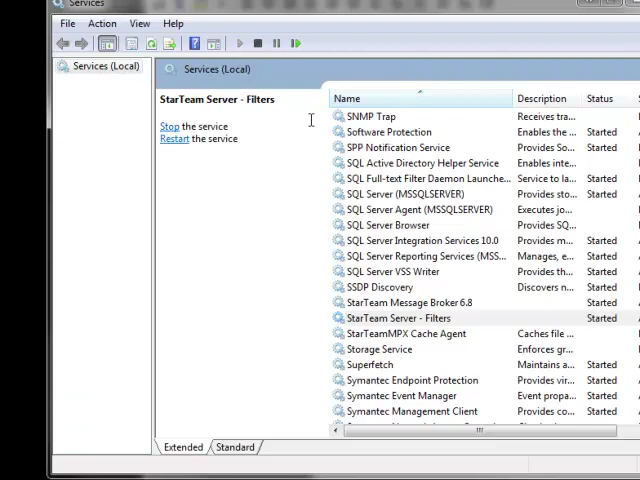 Services
File Action View Help
Services (Local)
Services (Local)
StarTeam Server - Filters
Stop the service
Restart the service
Name Description Status
SNMP Trap Receives tra...
Software Protection Enables the ... Started
SPP Notification Service Provides So... Started
SQL Active Directory Helper Service Enables inte...
SQL Full-text Filter Daemon Launche... Service to la... Started
SQL Server (MSSQLSERVER) Provides sto... Started
SQL Server Agent (MSSQLSERVER) Executes jo...
SQL Server Browser Provides SQ...
SQL Server Integration Services 10.0 Provides m... Started
SQL Server Reporting Services (MSS... Manages, e... Started
SQL Server VSS Writer Provides th... Started
SSDP Discovery Discovers n... Started
StarTeam Message Broker 6.8 Started
StarTeam Server - Filters Started
StarTeamMPX Cache Agent Caches file ...
Storage Service Enforces gr...
Superfetch Maintains a... Started
Symantec Endpoint Protection Provides vir... Started
Symantec Event Manager Event propa... Started
Symantec Management Client Provides co... Started
Extended Standard